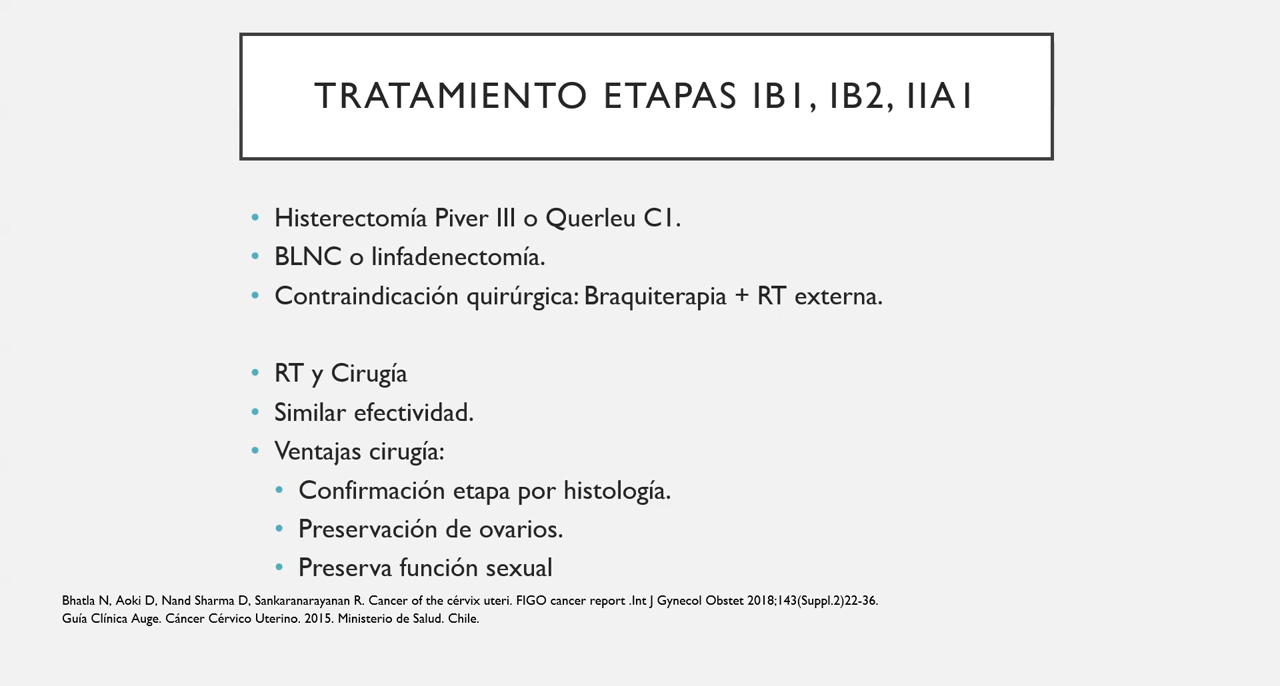 TRATAMIENTO ETAPAS IB1, IB2, IIA1
• Histerectomía Piver III o Querleu C1.
• BLNC o linfadenectomía.
• Contraindicación quirúrgica: Braquiterapia + RT externa.
• RT y Cirugía
• Similar efectividad.
• Ventajas cirugía:
• Confirmación etapa por histología.
• Preservación de ovarios.
• Preserva función sexual
Bhatla N, Aoki D, Nand Sharma D, Sankaranarayanan R. Cancer of the cérvix uteri. FIGO cancer report .Int J Gynecol Obstet 2018;143(Suppl.2)22-36.
Guía Clínica Auge. Cáncer Cérvico Uterino. 2015. Ministerio de Salud. Chile.